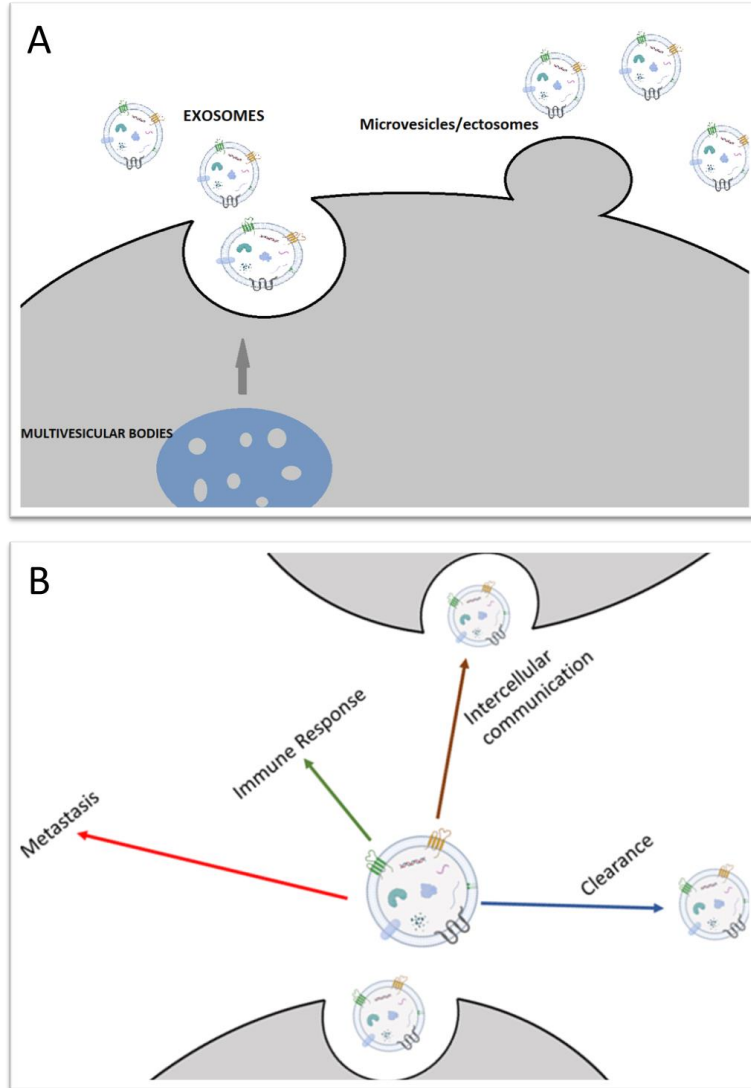 A
EXOSOMES
Microvesicles/ectosomes
MULTIVESICULAR BODIES
B
Intercellular
communication
Immune Response
Metastasis
Clearance